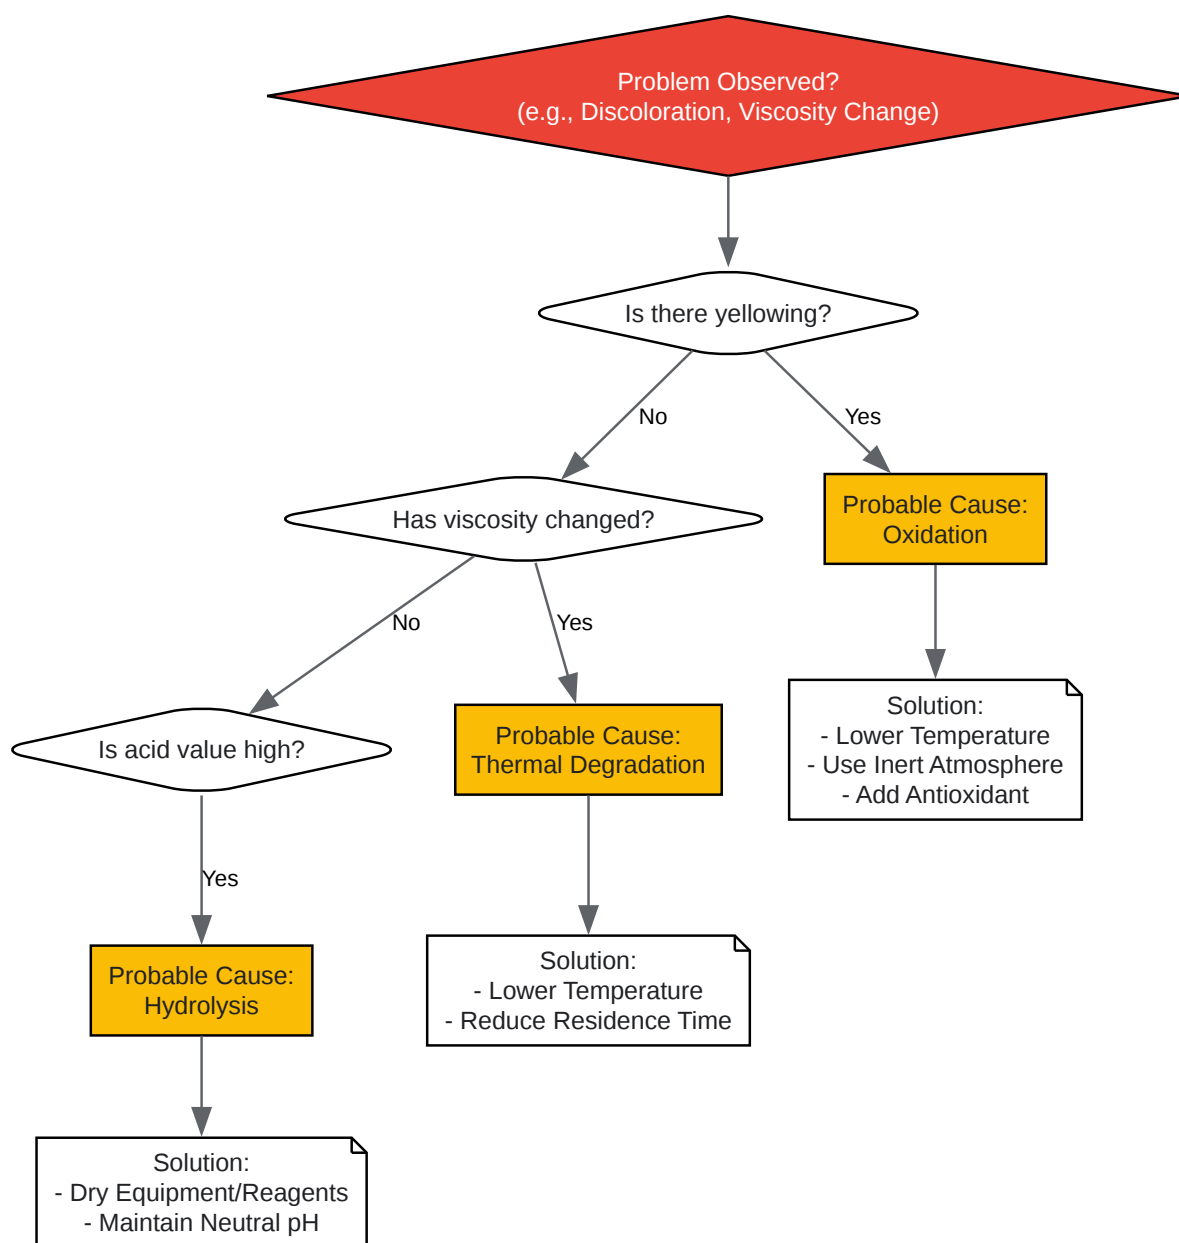 Problem Observed?
(e.g., Discoloration, Viscosity Change)
Is there yellowing?
No
Yes
Has viscosity changed?
Probable Cause:
Oxidation
No
Yes
Is acid value high?
Probable Cause:
Thermal Degradation
Solution:
- Lower Temperature
- Use Inert Atmosphere
- Add Antioxidant
Yes
Probable Cause:
Hydrolysis
Solution:
- Lower Temperature
- Reduce Residence Time
Solution:
- Dry Equipment/Reagents
- Maintain Neutral pH